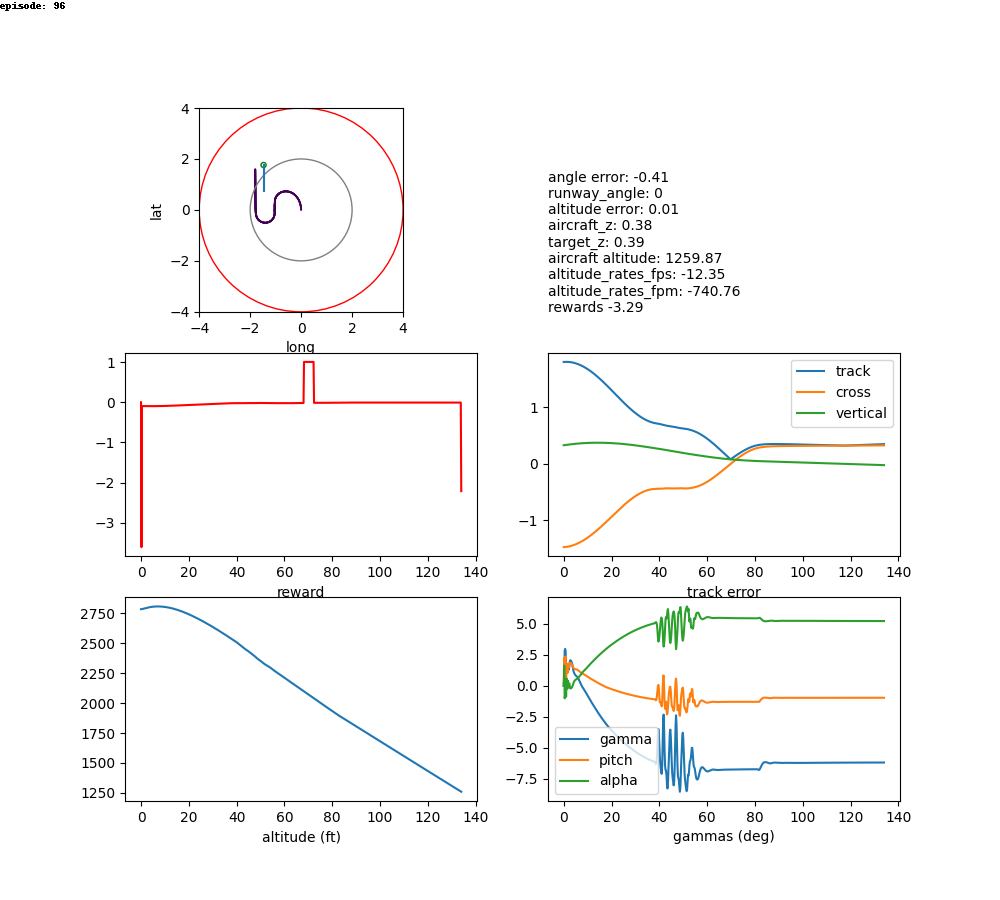 episode: 96
4
2
0
−2
−4
lat
−4 −2 0 2 4
long
angle error: -0.41
runway_angle: 0
altitude error: 0.01
aircraft_z: 0.38
target_z: 0.39
aircraft altitude: 1259.87
altitude_rates_fps: -12.35
altitude_rates_fpm: -740.76
rewards -3.29
1
0
−1
−2
−3
0 20 40 60 80 100 120 140
reward
1
0
−1
track
cross
vertical
0 20 40 60 80 100 120 140
track error
2750
2500
2250
2000
1750
1500
1250
0 20 40 60 80 100 120 140
altitude (ft)
5.0
2.5
0.0
−2.5
−5.0
−7.5
gamma
pitch
alpha
0 20 40 60 80 100 120 140
gammas (deg)